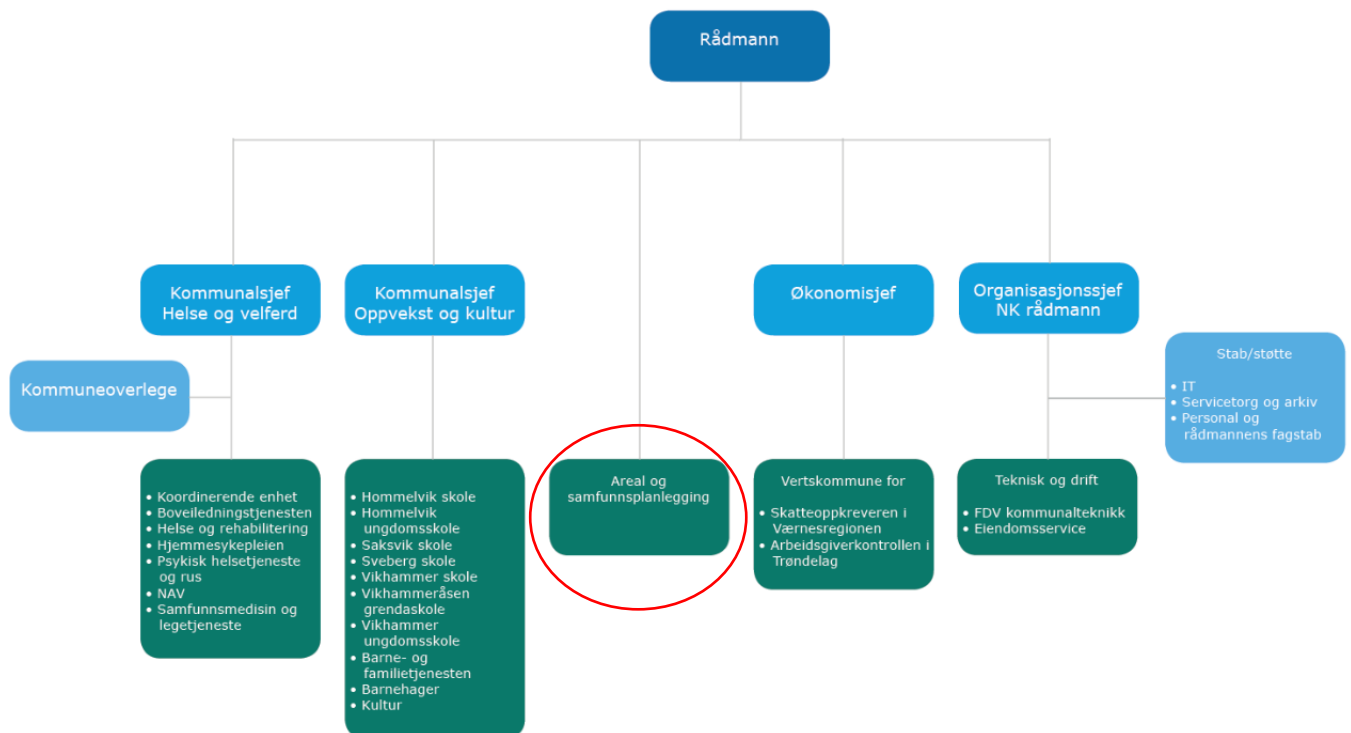 Rådmann
Kommunalsjef
Helse og velferd
Kommunalsjef
Oppvekst og kultur
Økonomisjef
Organisasjonssjef
NK rådmann
Kommuneoverlege
Stab/støtte
• IT
• Servicetorg og arkiv
• Personal og
rådmannens fagstab
• Koordinerende enhet
• Boveiledningstjenesten
• Helse og rehabilitering
• Hjemmesykepleien
• Psykisk helsetjeneste
og rus
• NAV
• Samfunnsmedisin og
legetjeneste
• Hommelvik skole
• Hommelvik
ungdomsskole
• Saksvik skole
• Sveberg skole
• Vikhammer skole
• Vikhammeråsen
grendaskole
• Vikhammer
ungdomsskole
• Barne- og
familietjenesten
• Barnehager
• Kultur
Areal og
samfunnsplanlegging
Vertskommune for
• Skatteoppkreveren i
Værnesregionen
• Arbeidsgiverkontrollen i
Trøndelag
Teknisk og drift
• FDV kommunalteknikk
• Eiendomsservice